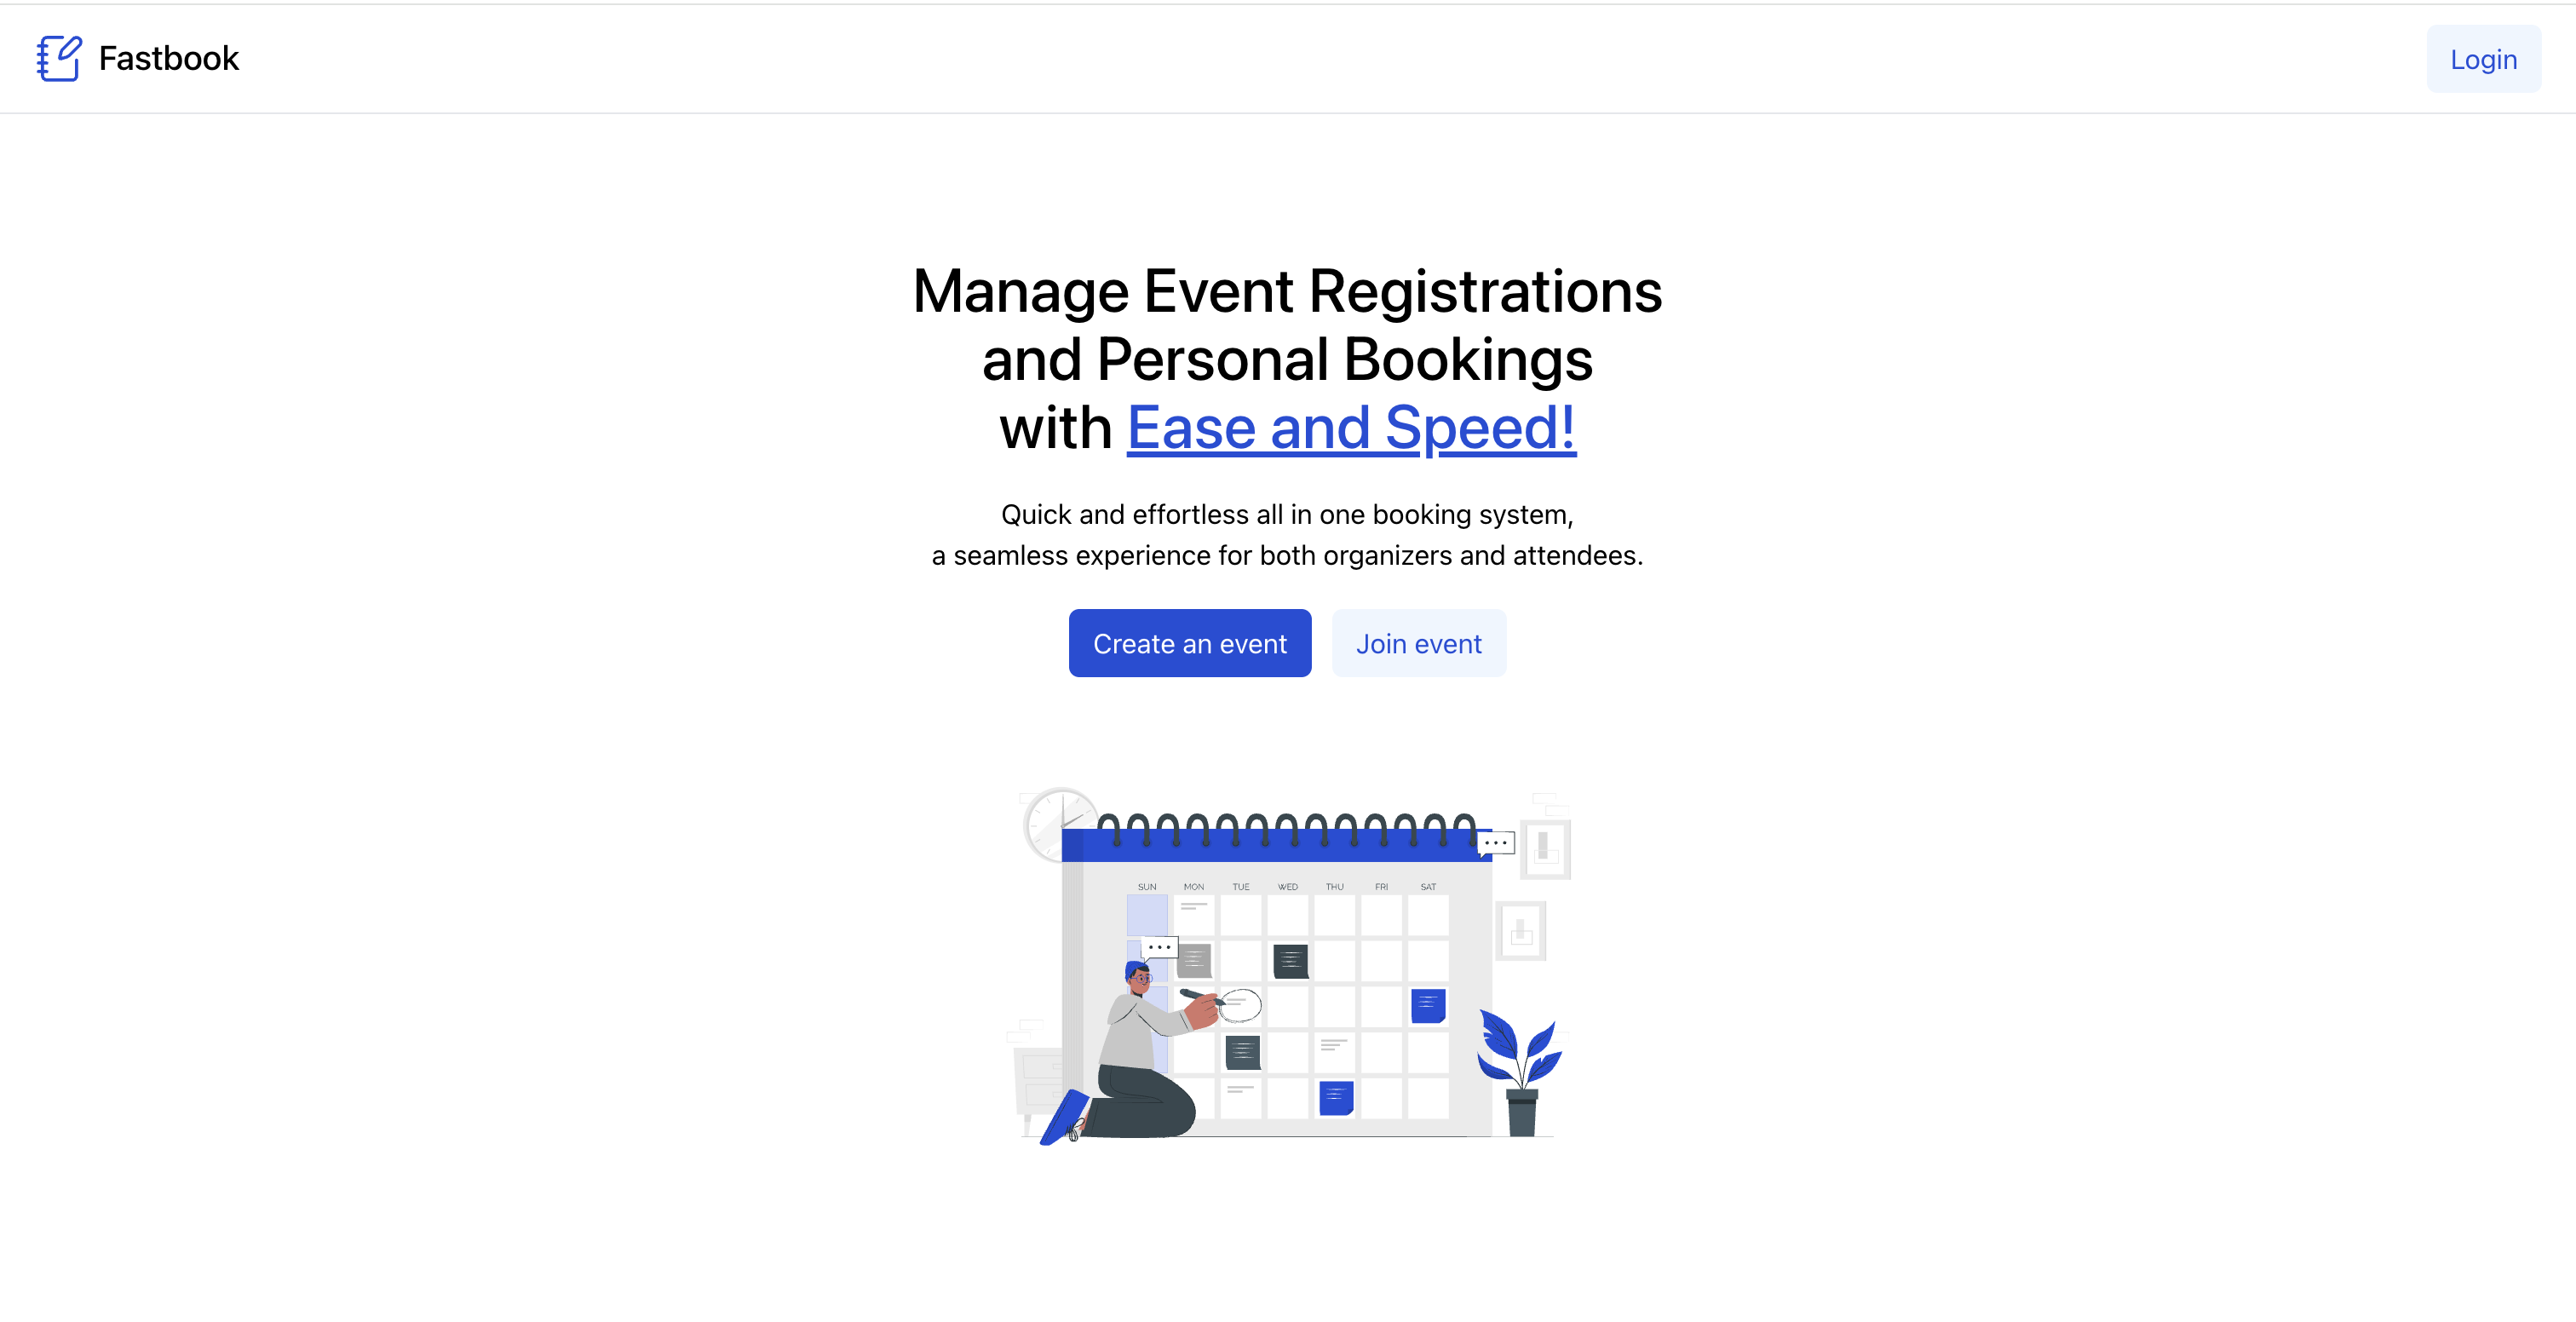 Fastbook
Login
Manage Event Registrations
and Personal Bookings
with Ease and Speed!
Quick and effortless all in one booking system,
a seamless experience for both organizers and attendees.
Create an event
Join event
SUN MON TUE WED THU FRI SAT